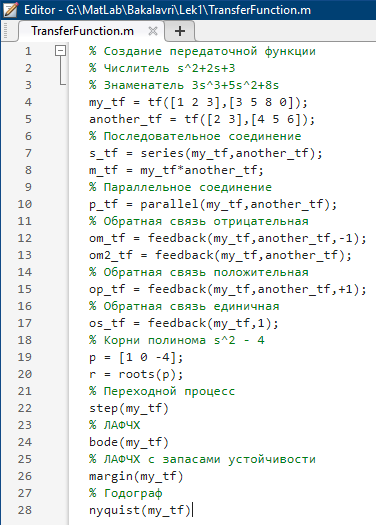 Editor - G:\MatLab\Bakalavri\Lek1\TransferFunction.m
TransferFunction.m
1 % Создание передаточной функции
2 % Числитель s^2+2s+3
3 % Знаменатель 3s^3+5s^2+8s
4 my_tf = tf([1 2 3],[3 5 8 0]);
5 another_tf = tf([2 3],[4 5 6]);
6 % Последовательное соединение
7 s_tf = series(my_tf,another_tf);
8 m_tf = my_tf*another_tf;
9 % Параллельное соединение
10 p_tf = parallel(my_tf,another_tf);
11 % Обратная связь отрицательная
12 om_tf = feedback(my_tf,another_tf,-1);
13 om2_tf = feedback(my_tf,another_tf);
14 % Обратная связь положительная
15 op_tf = feedback(my_tf,another_tf,+1);
16 % Обратная связь единичная
17 os_tf = feedback(my_tf,1);
18 % Корни полинома s^2 - 4
19 p = [1 0 -4];
20 r = roots(p);
21 % Переходной процесс
22 step(my_tf)
23 % ЛАФЧХ
24 bode(my_tf)
25 % ЛАФЧХ с запасами устойчивости
26 margin(my_tf)
27 % Годограф
28 nyquist(my_tf)